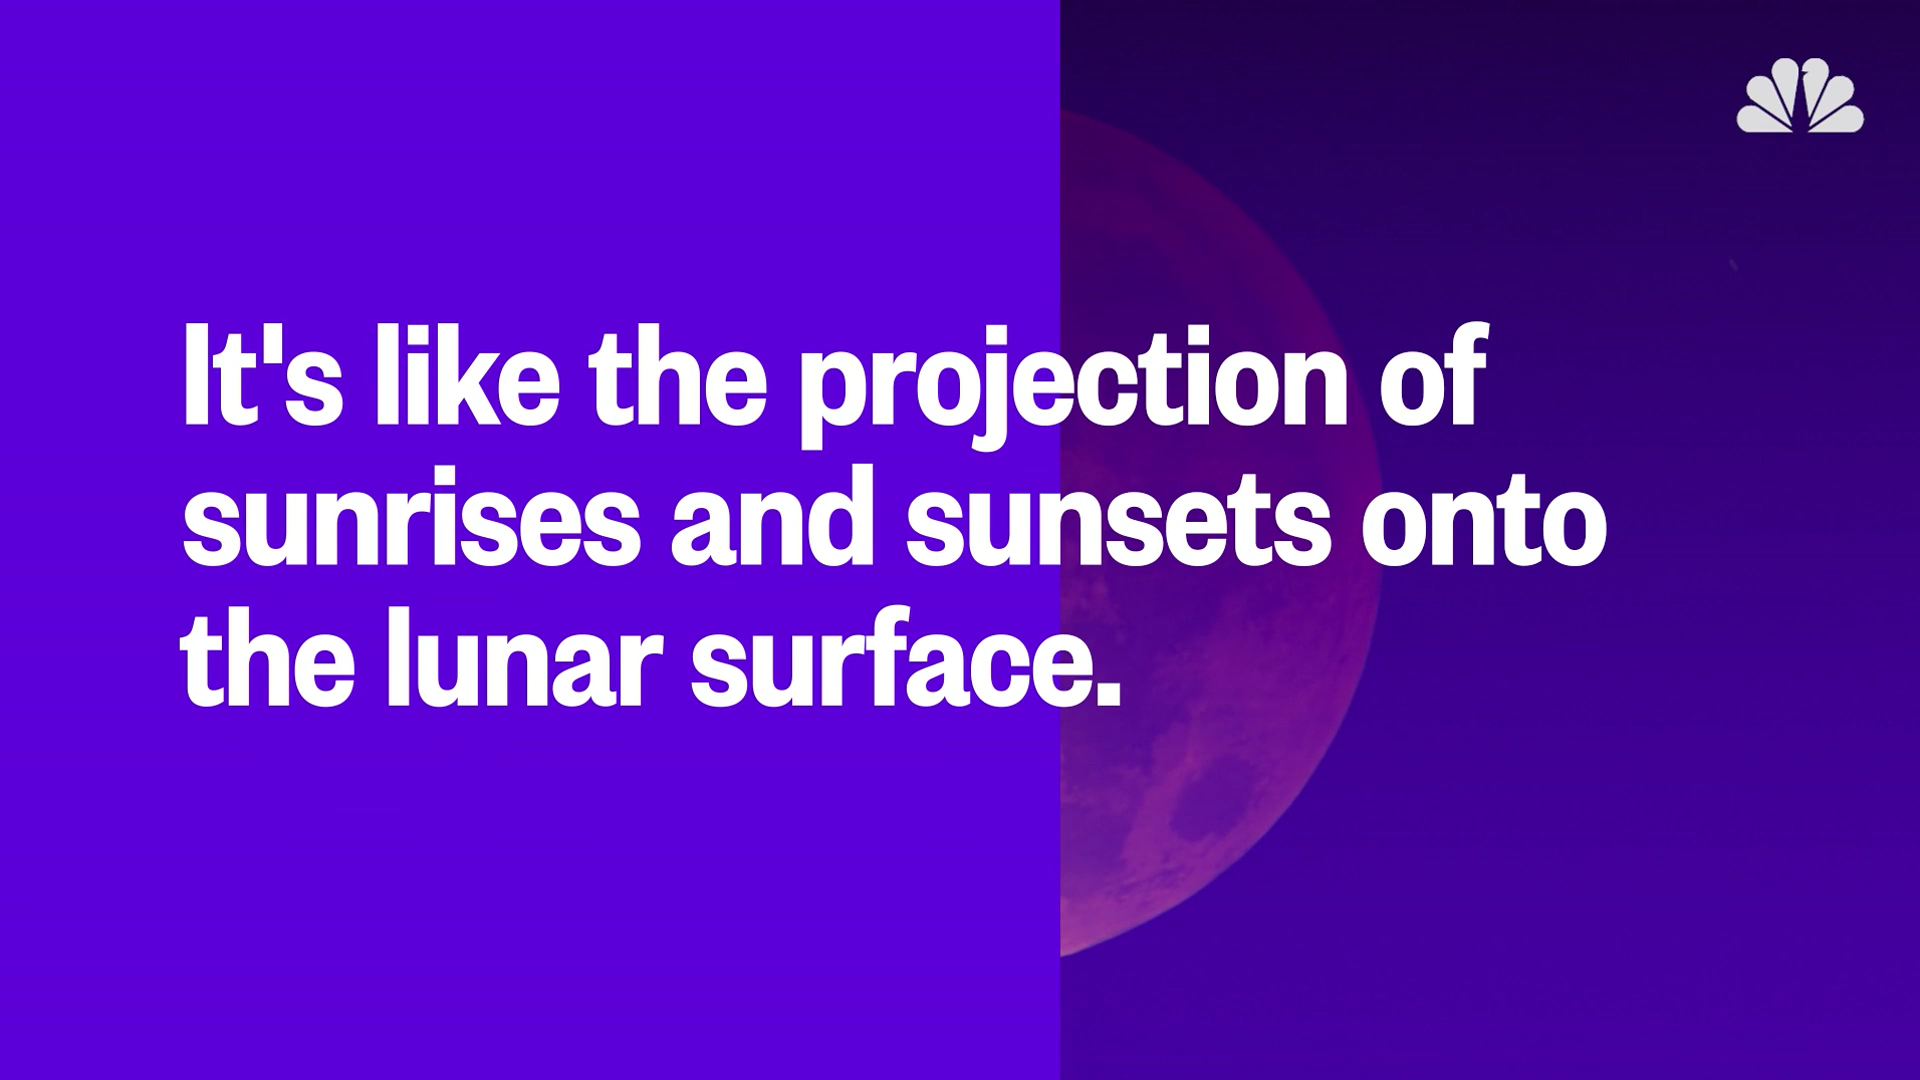 It's like the projection of
sunrises and sunsets onto
the lunar surface.